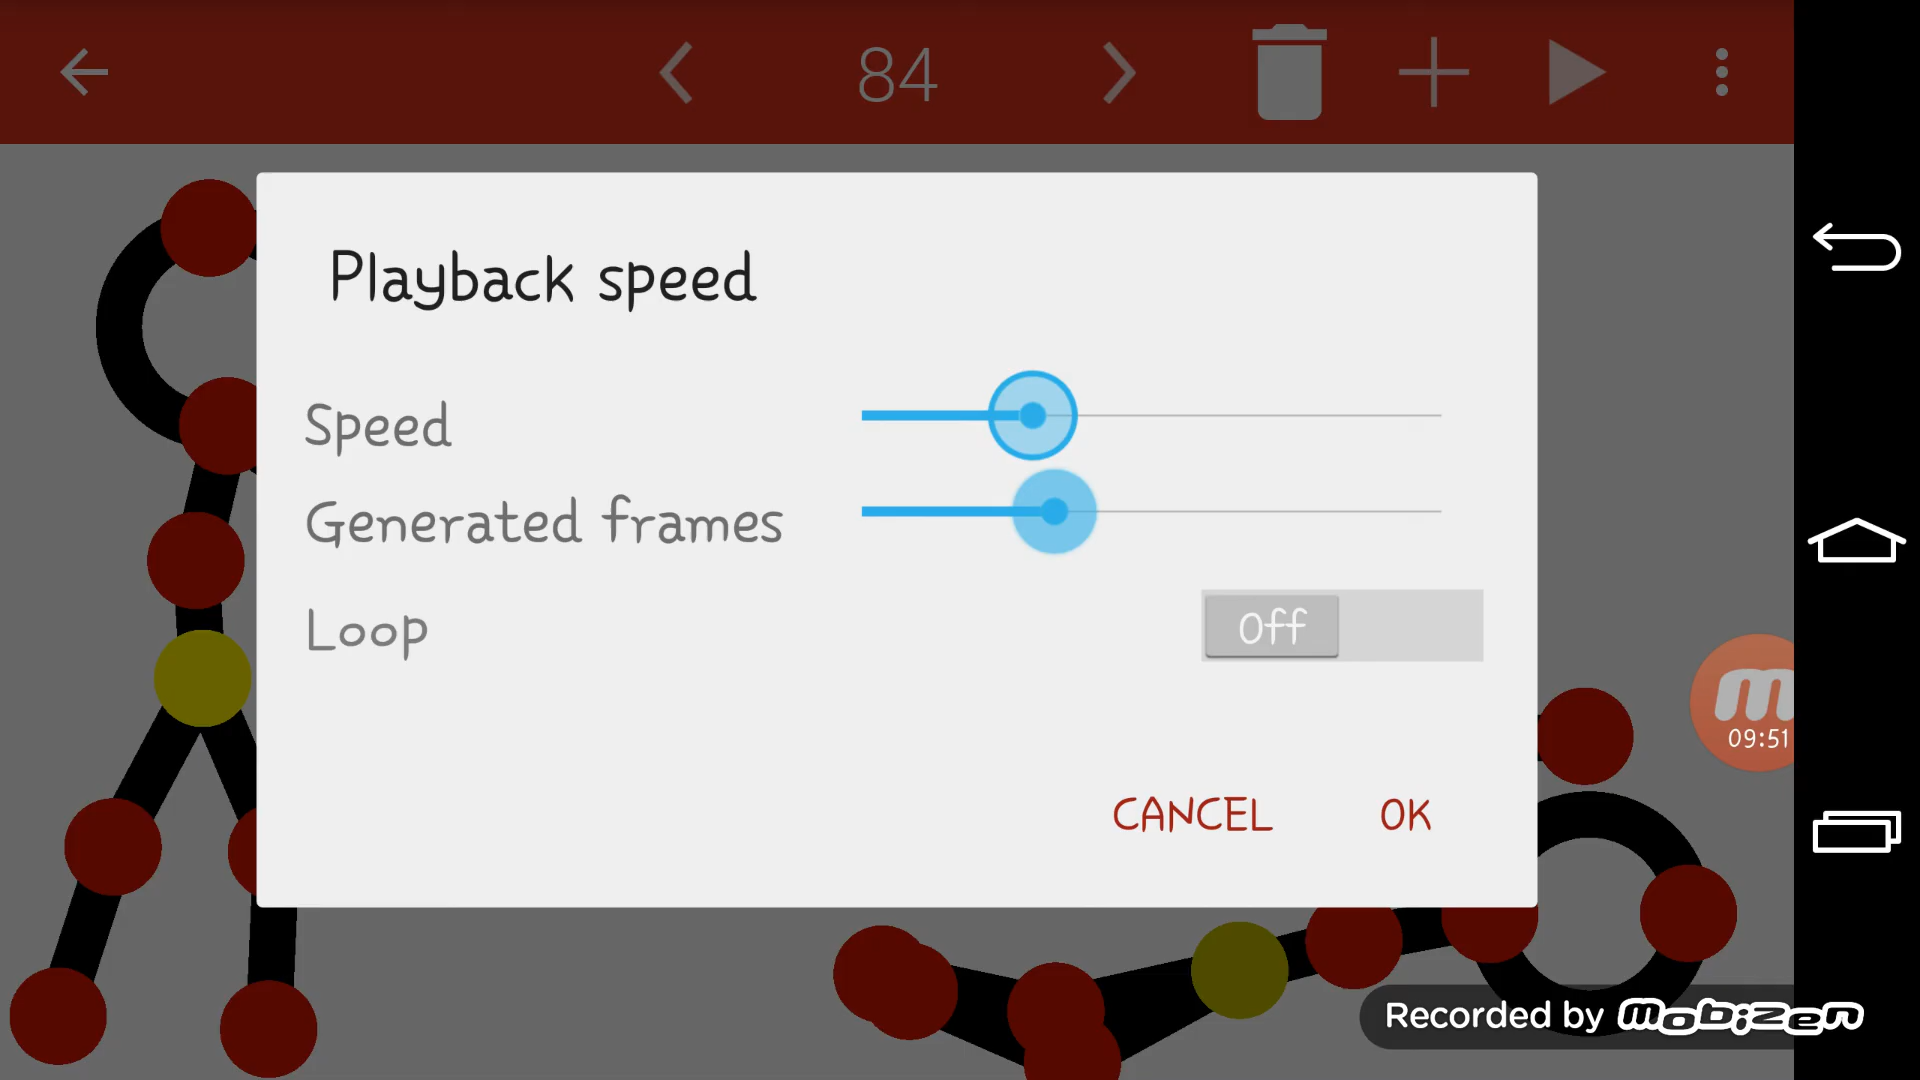 84
Playback speed
Speed
Generated frames
Loop
Off
CANCEL
OK
m
09:51
Recorded by mobizen